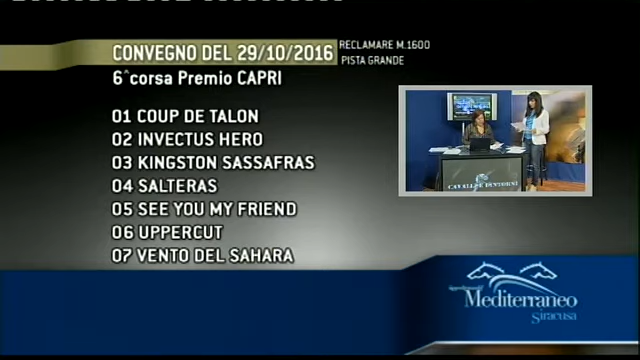 CONVEGNO DEL 29/10/2016
RECLAMARE M.1600
PISTA GRANDE
6^corsa Premio CAPRI
01 COUP DE TALON
02 INVECTUS HERO
03 KINGSTON SASSAFRAS
04 SALTERAS
05 SEE YOU MY FRIEND
06 UPPERCUT
07 VENTO DEL SAHARA
Mediterraneo
Siracusa